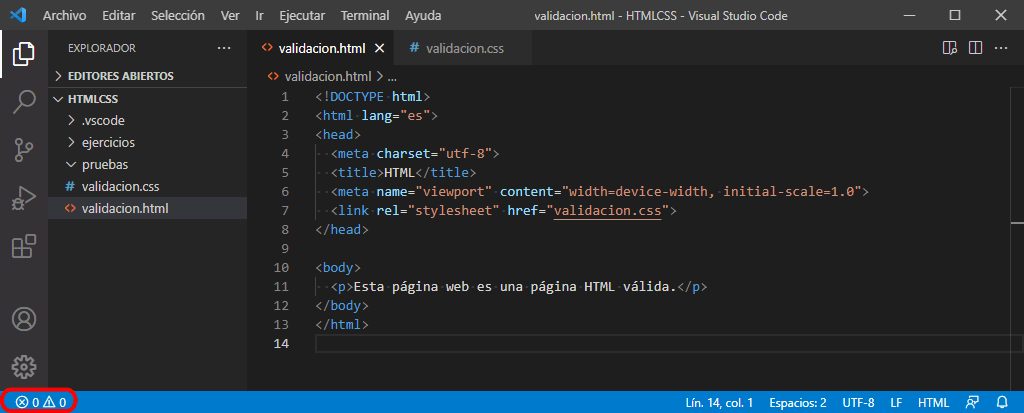 Archivo Editar Selección Ver Ir Ejecutar Terminal Ayuda validacion.html - HTMLCSS - Visual Studio Code
EXPLORADOR
EDITORES ABIERTOS
HTMLCSS
.vscode
ejercicios
pruebas
validacion.css
validacion.html
validacion.html validacion.css
validacion.html > ...
1 <!DOCTYPE html>
2 <html lang="es">
3 <head>
4 <meta charset="utf-8">
5 <title>HTML</title>
6 <meta name="viewport" content="width=device-width, initial-scale=1.0">
7 <link rel="stylesheet" href="validacion.css">
8 </head>
9
10 <body>
11 <p>Esta página web es una página HTML válida.</p>
12 </body>
13 </html>
14
0 0 Lín. 14, col. 1 Espacios: 2 UTF-8 LF HTML